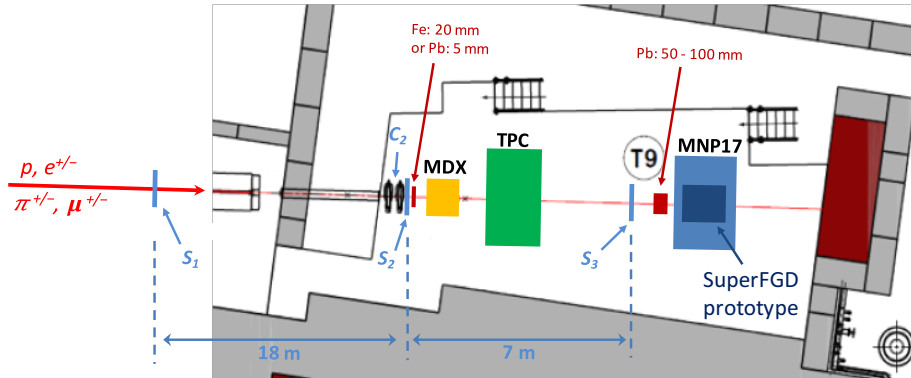 Fe: 20 mm
or Pb: 5 mm
Pb: 50 - 100 mm
C2
TPC
MNP17
MDX
T9
p, e+/–
π+/–, μ+/–
S1
S2
S3
SuperFGD
prototype
18 m
7 m